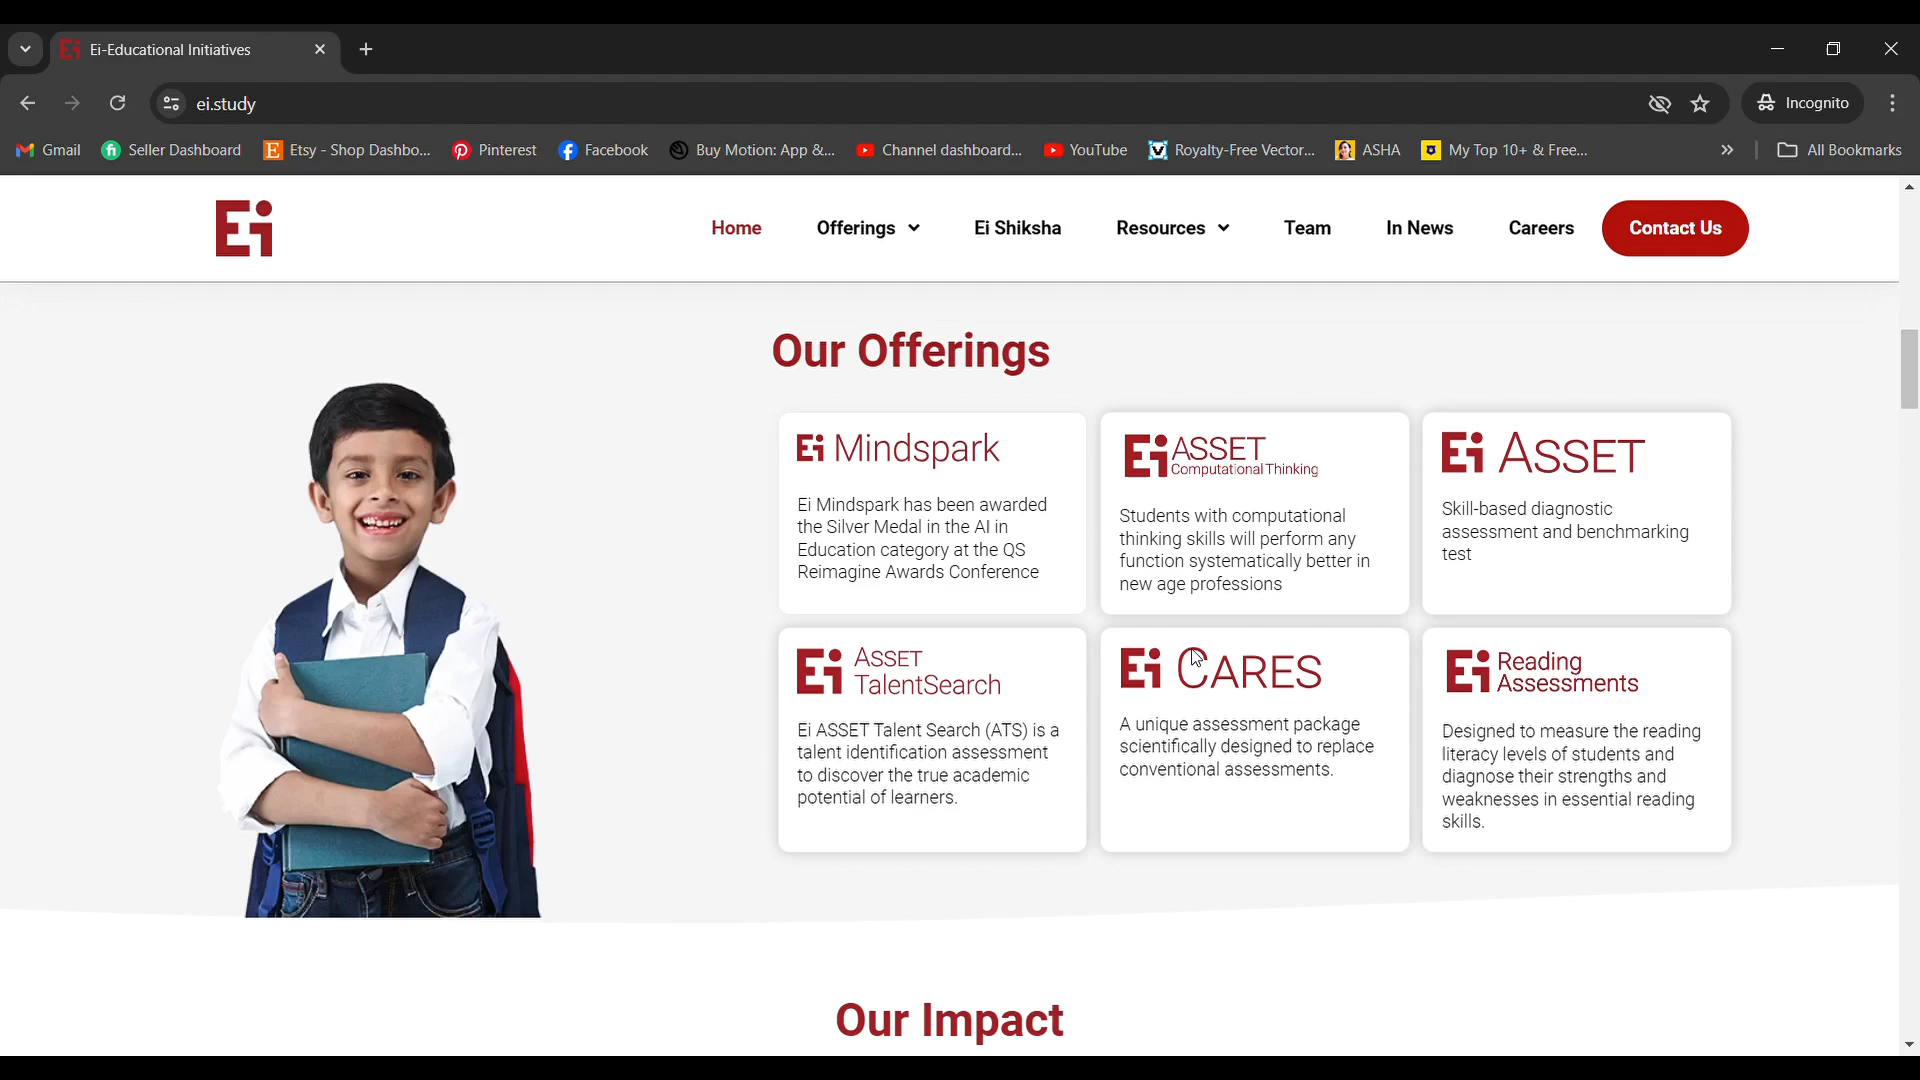 Ei-Educational Initiatives
ei.study
Incognito
Gmail
Seller Dashboard
Etsy - Shop Dashbo...
Pinterest
Facebook
Buy Motion: App &...
Channel dashboard...
YouTube
Royalty-Free Vector...
ASHA
My Top 10+ & Free...
»
All Bookmarks
Ei
Home
Offerings
Ei Shiksha
Resources
Team
In News
Careers
Contact Us
Our Offerings
Ei Mindspark
Ei Mindspark has been awarded
the Silver Medal in the AI in
Education category at the QS
Reimagine Awards Conference
Ei ASSET
Computational Thinking
Students with computational
thinking skills will perform any
function systematically better in
new age professions
Ei ASSET
Skill-based diagnostic
assessment and benchmarking
test
Ei ASSET
TalentSearch
Ei ASSET Talent Search (ATS) is a
talent identification assessment
to discover the true academic
potential of learners.
Ei CARES
A unique assessment package
scientifically designed to replace
conventional assessments.
Ei Reading
Assessments
Designed to measure the reading
literacy levels of students and
diagnose their strengths and
weaknesses in essential reading
skills.
Our Impact